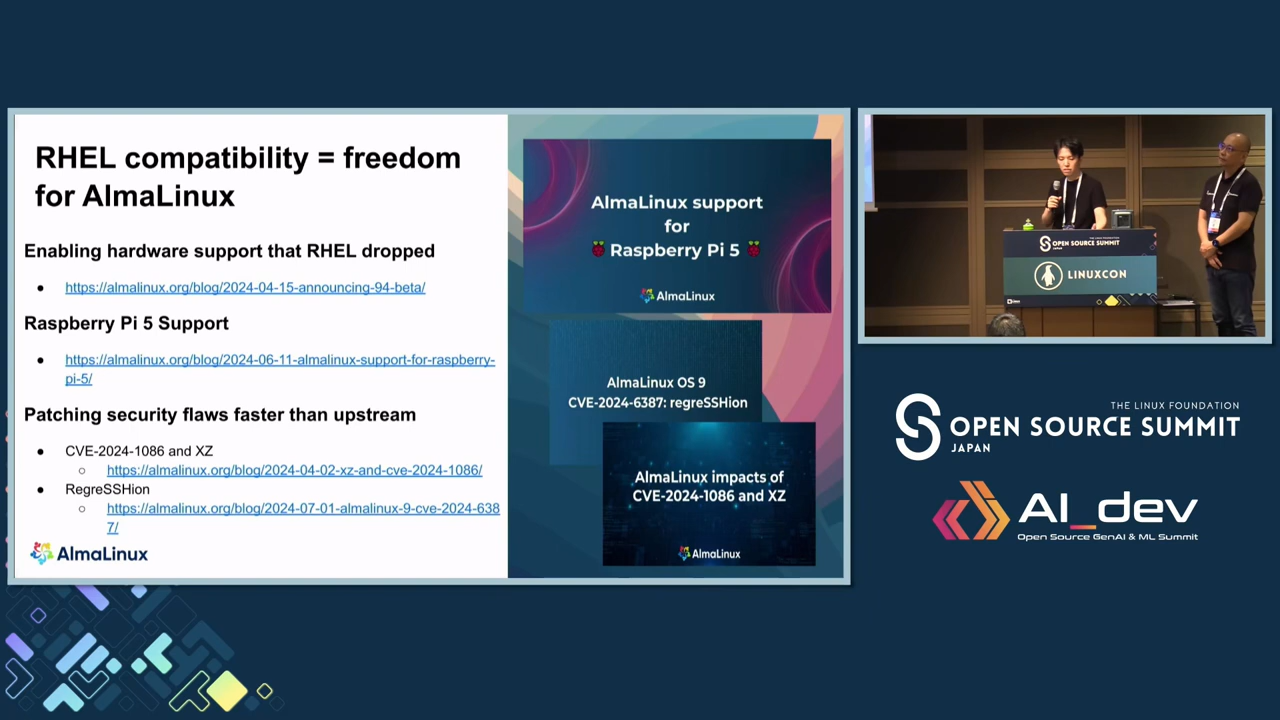 RHEL compatibility = freedom
for AlmaLinux
Enabling hardware support that RHEL dropped
● https://almalinux.org/blog/2024-04-15-announcing-94-beta/
Raspberry Pi 5 Support
● https://almalinux.org/blog/2024-06-11-almalinux-support-for-raspberry-
pi-5/
Patching security flaws faster than upstream
● CVE-2024-1086 and XZ
○ https://almalinux.org/blog/2024-04-02-xz-and-cve-2024-1086/
● RegreSSHion
○ https://almalinux.org/blog/2024-07-01-almalinux-9-cve-2024-638
7/
AlmaLinux
AlmaLinux support
for
Raspberry Pi 5
AlmaLinux
AlmaLinux OS 9
CVE-2024-6387: regreSSHion
AlmaLinux impacts of
CVE-2024-1086 and XZ
AlmaLinux
OPEN SOURCE SUMMIT
LINUXCON
THE LINUX FOUNDATION
OPEN SOURCE SUMMIT
JAPAN
AI_dev
Open Source GenAI & ML Summit